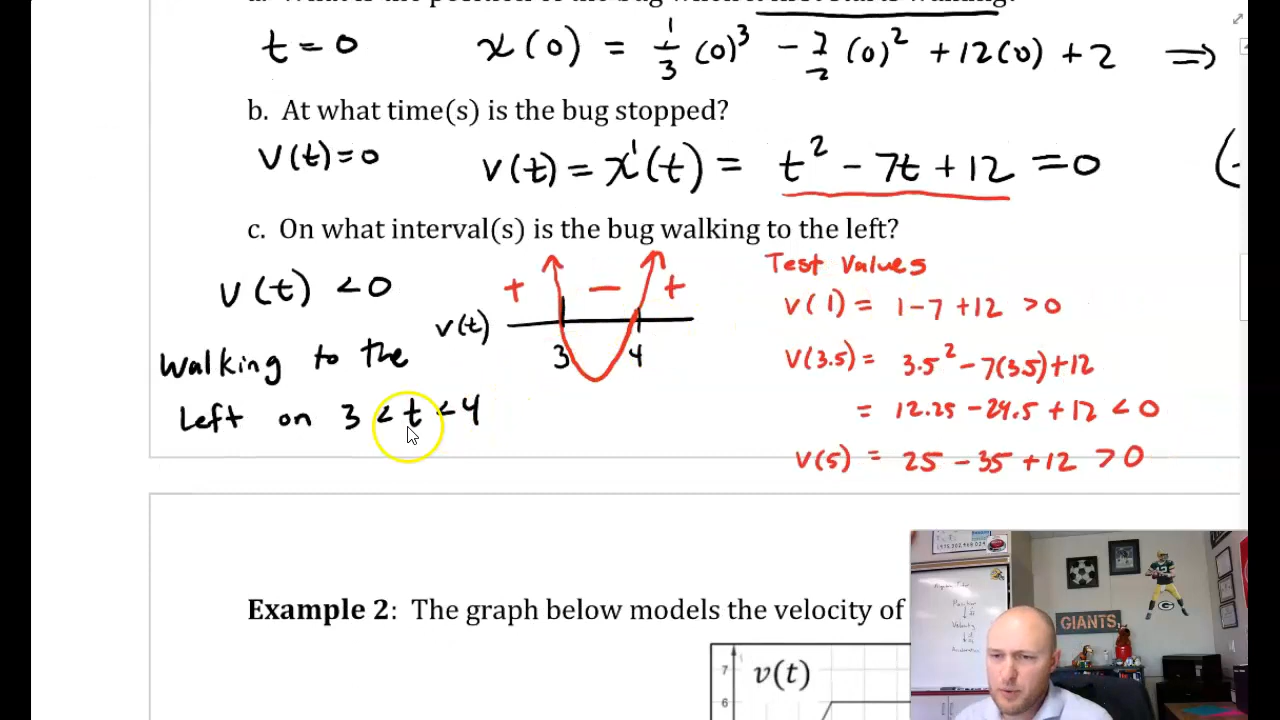 t = 0 x(0) = 1/3 (0)³ - 7/2 (0)² + 12(0) + 2 ⇒
b. At what time(s) is the bug stopped?
v(t) = 0 v(t) = x'(t) = t² - 7t + 12 = 0
c. On what interval(s) is the bug walking to the left?
v(t) < 0
+ - +
v(t)
3 4
Walking to the
left on 3 < t < 4
Test Values
v(1) = 1 - 7 + 12 > 0
v(3.5) = 3.5² - 7(3.5) + 12
= 12.25 - 24.5 + 12 < 0
v(5) = 25 - 35 + 12 > 0
Example 2: The graph below models the velocity of
v(t)
7
6
GIANTS
Position
Velocity